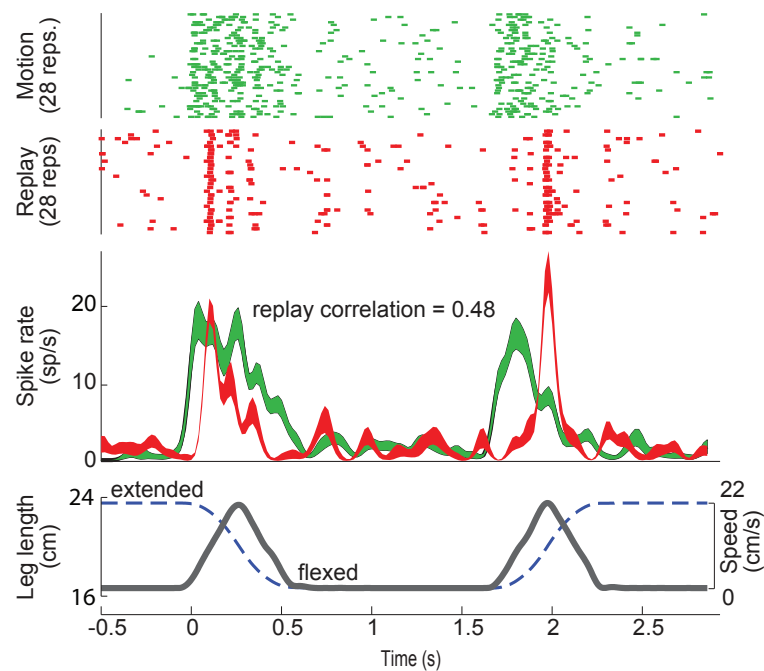 Motion
(28 reps.)
Replay
(28 reps)
Spike rate
(sp/s)
20
10
0
replay correlation = 0.48
Leg length
(cm)
24
16
extended
flexed
22
0
Speed
(cm/s)
-0.5
0
0.5
1
1.5
2
2.5
Time (s)